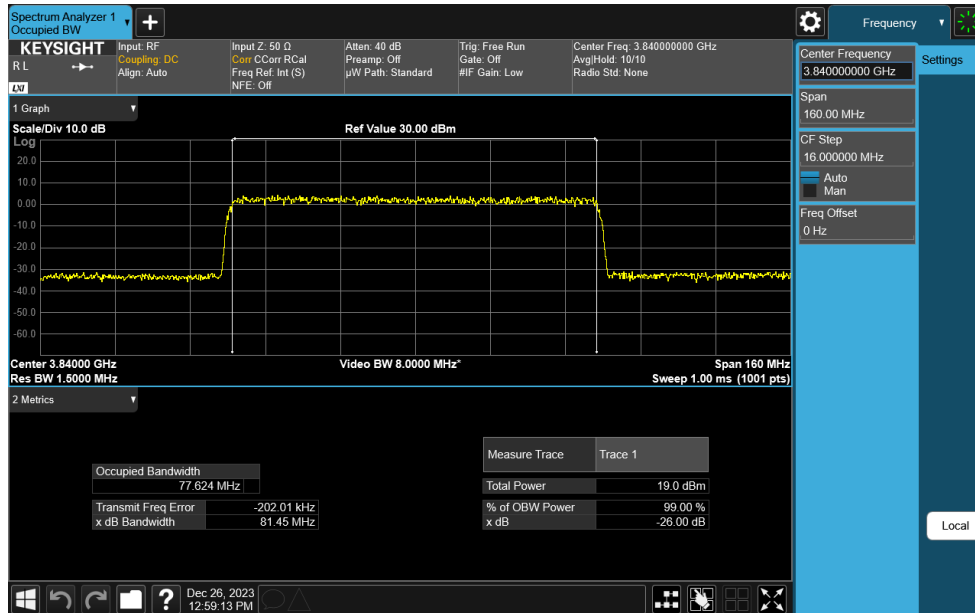 Spectrum Analyzer 1
Occupied BW
Frequency
KEYSIGHT
R L
LXI
Input: RF
Coupling: DC
Align: Auto
Input Z: 50 Ω
Corr CCorr RCal
Freq Ref: Int (S)
NFE: Off
Atten: 40 dB
Preamp: Off
µW Path: Standard
Trig: Free Run
Gate: Off
#IF Gain: Low
Center Freq: 3.840000000 GHz
Avg|Hold: 10/10
Radio Std: None
Center Frequency
3.840000000 GHz
Settings
Span
160.00 MHz
CF Step
16.000000 MHz
Auto
Man
Freq Offset
0 Hz
Local
1 Graph
Scale/Div 10.0 dB
Ref Value 30.00 dBm
Log
20.0
10.0
0.00
-10.0
-20.0
-30.0
-40.0
-50.0
-60.0
Center 3.84000 GHz
Video BW 8.0000 MHz*
Span 160 MHz
Res BW 1.5000 MHz
Sweep 1.00 ms (1001 pts)
2 Metrics
Measure Trace Trace 1
Occupied Bandwidth
77.624 MHz
Total Power 19.0 dBm
Transmit Freq Error -202.01 kHz
% of OBW Power 99.00 %
x dB Bandwidth 81.45 MHz
x dB -26.00 dB
Dec 26, 2023
12:59:13 PM